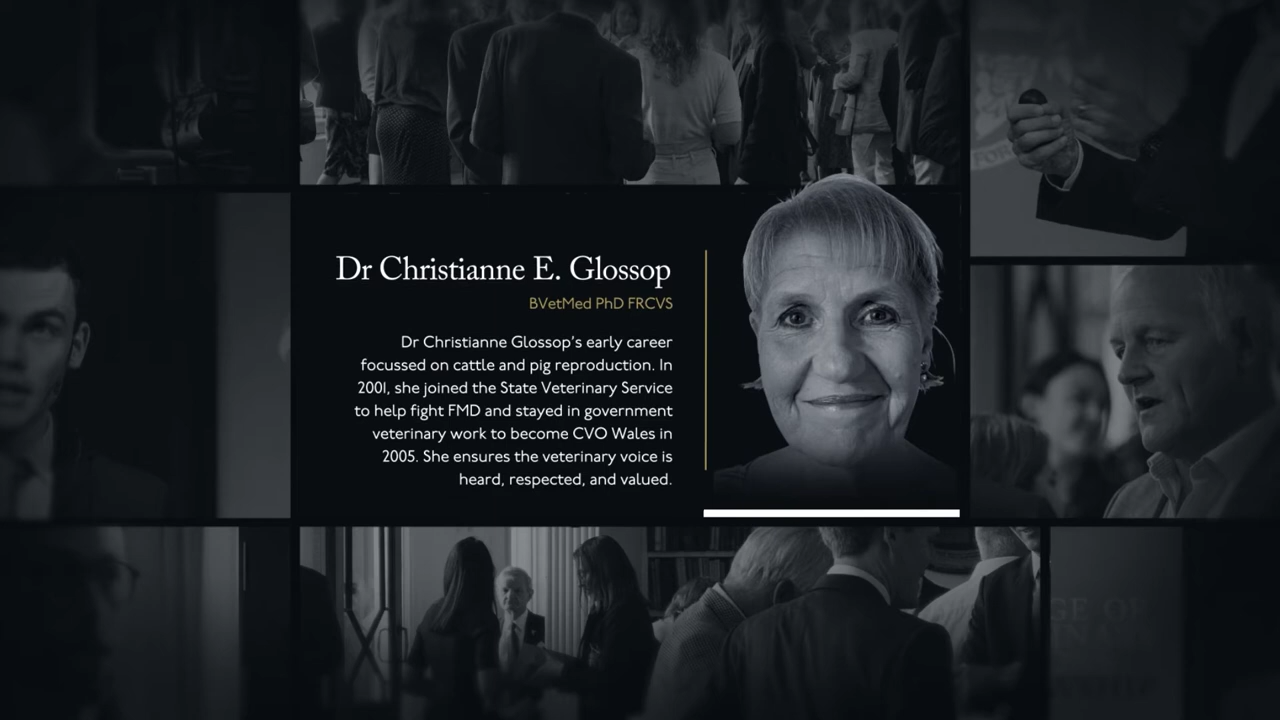 Dr Christianne E. Glossop
BVetMed PhD FRCVS
Dr Christianne Glossop's early career
focussed on cattle and pig reproduction. In
2001, she joined the State Veterinary Service
to help fight FMD and stayed in government
veterinary work to become CVO Wales in
2005. She ensures the veterinary voice is
heard, respected, and valued.